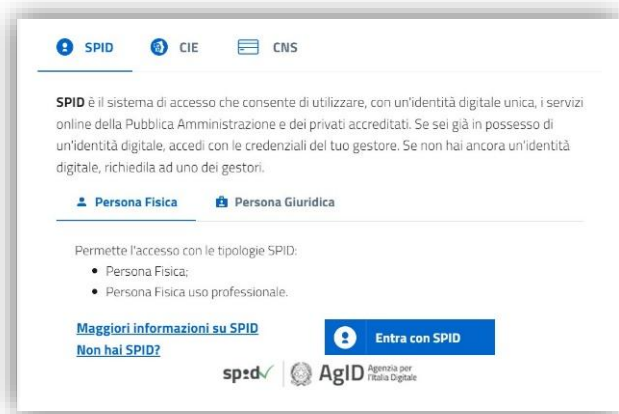 SPID CIE CNS
SPID è il sistema di accesso che consente di utilizzare, con un'identità digitale unica, i servizi
online della Pubblica Amministrazione e dei privati accreditati. Se sei già in possesso di
un'identità digitale, accedi con le credenziali del tuo gestore. Se non hai ancora un'identità
digitale, richiedila ad uno dei gestori.
Persona Fisica Persona Giuridica
Permette l'accesso con le tipologie SPID:
• Persona Fisica;
• Persona Fisica uso professionale.
Maggiori informazioni su SPID
Non hai SPID?
Entra con SPID
spid AgID Agenzia per
l'Italia Digitale